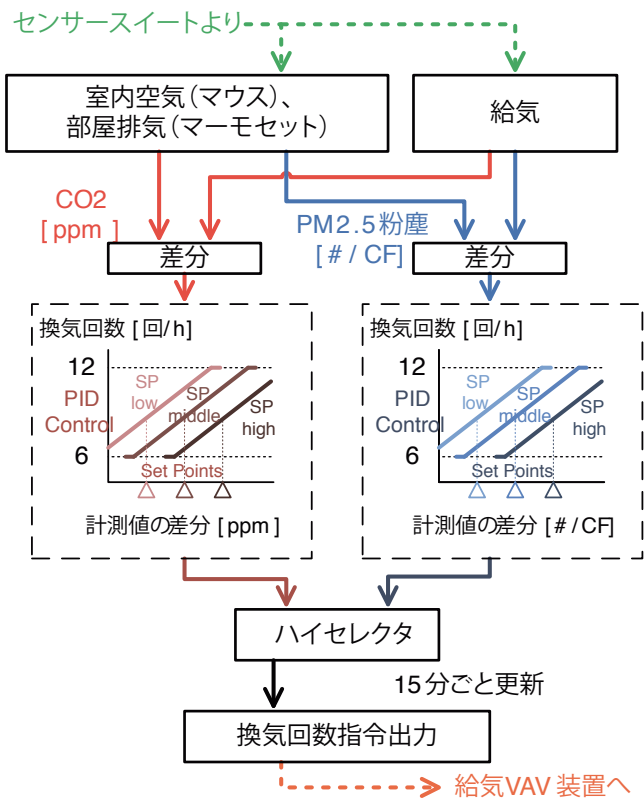 センサースイートより
室内空気(マウス)、
部屋排気(マーモセット)
給気
CO2
[ ppm ]
PM2.5粉塵
[ # / CF]
差分
差分
換気回数 [ 回/h]
12
PID
Control
6
SP
low
SP
middle
SP
high
Set Points
計測値の差分 [ ppm ]
換気回数 [ 回/h]
12
PID
Control
6
SP
low
SP
middle
SP
high
Set Points
計測値の差分 [ # / CF]
ハイセレクタ
15分ごと更新
換気回数指令出力
給気VAV 装置へ